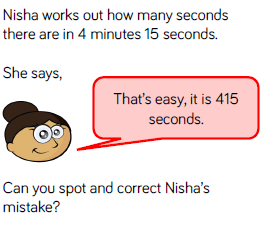 Nisha works out how many seconds
there are in 4 minutes 15 seconds.
She says,
That's easy, it is 415
seconds.
Can you spot and correct Nisha's
mistake?